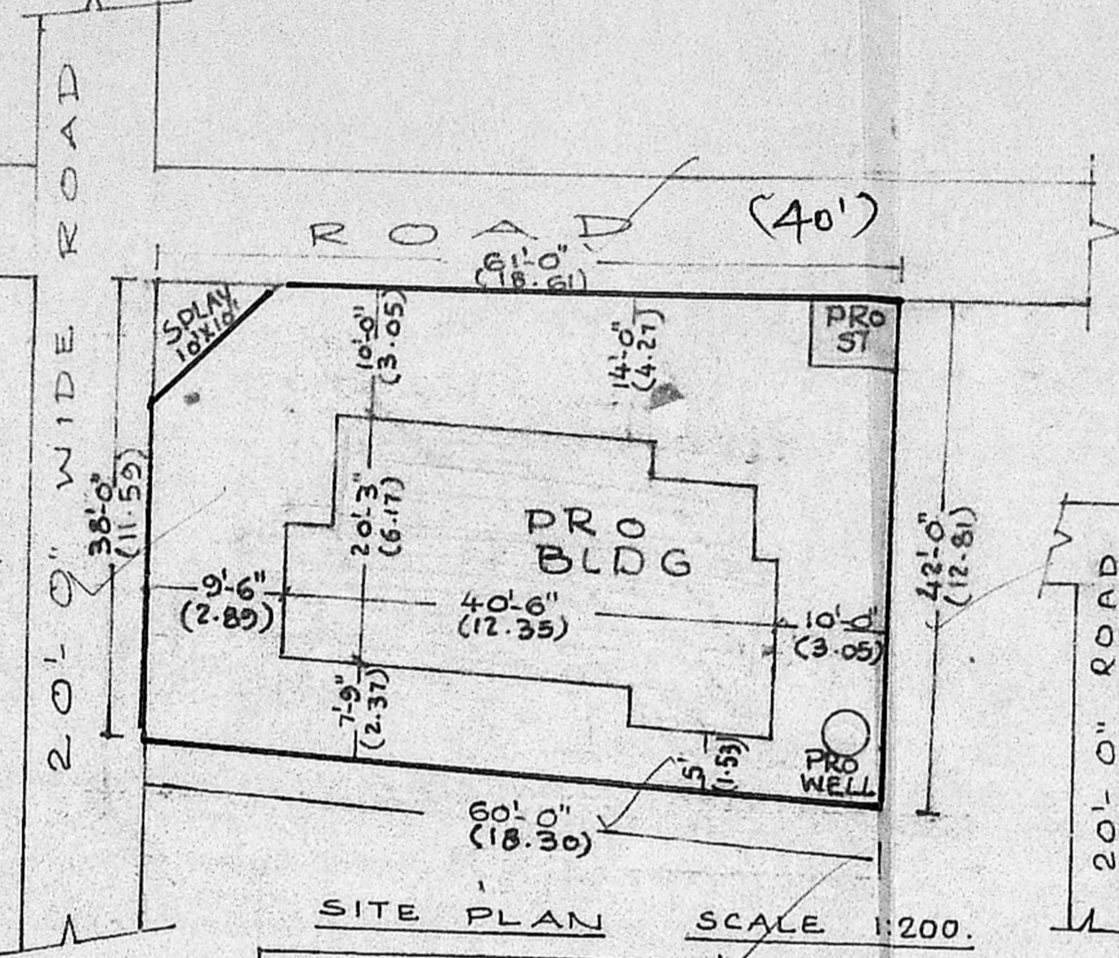 ROAD (40')
61'-0"
(18.61)
SPLAY
10'X10'
10'-0"
(3.05)
14'-0"
(4.27)
PRO
ST
20'-0" WIDE ROAD
38'-0"
(11.59)
20'-3"
(6.17)
PRO
BLDG
9'-6"
(2.89)
40'-6"
(12.35)
10'-0"
(3.05)
42'-0"
(12.81)
20'-0" ROAD
7'-9"
(2.37)
5'
(1.53)
PRO
WELL
60'-0"
(18.30)
SITE PLAN SCALE 1:200.